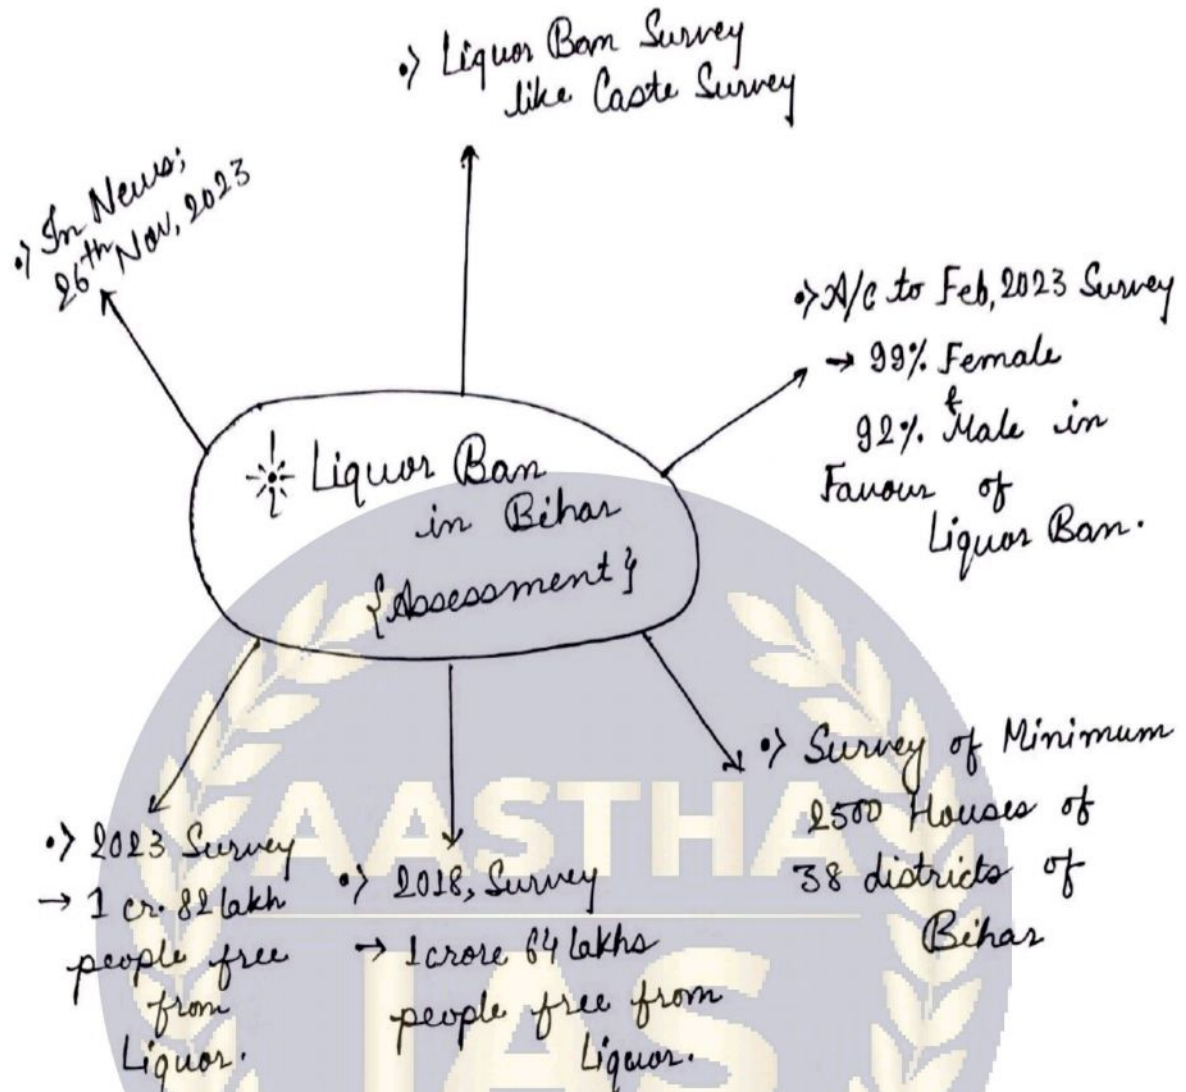 •> Liquor Ban Survey
like Caste Survey
•> In News;
26th Nov, 2023
•> A/c to Feb, 2023 Survey
→ 99% Female
&
92% Male in
Favour of
Liquor Ban.
Liquor Ban
in Bihar
{Assessment}
•> Survey of Minimum
2500 Houses of
38 districts of
Bihar
•> 2023 Survey
→ 1 cr. 82 lakh
people free
from
Liquor.
•> 2018, Survey
→ 1 crore 64 lakhs
people free from
Liquor.
AASTHA
IAS